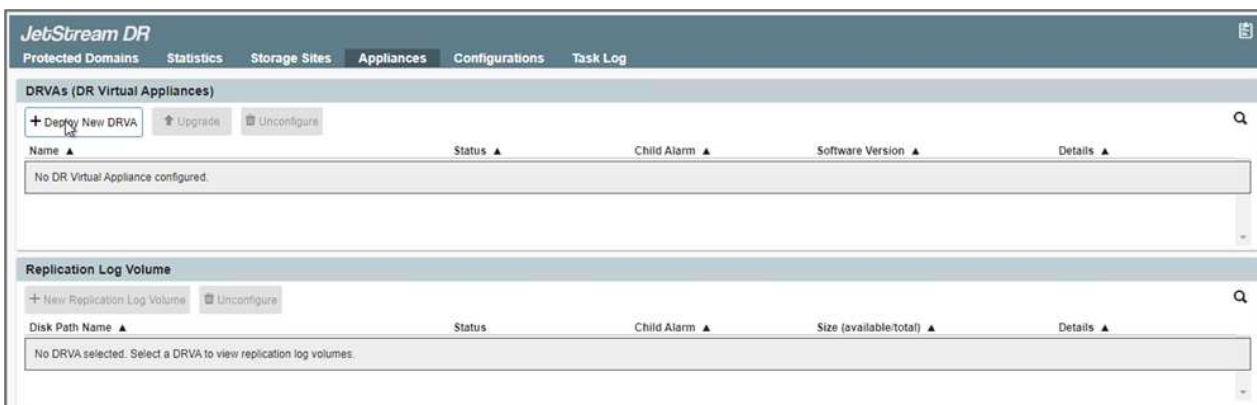 JetStream DR
Protected Domains Statistics Storage Sites Appliances Configurations Task Log
DRVAs (DR Virtual Appliances)
+ Deploy New DRVA Upgrade Unconfigure
Name ▲ Status ▲ Child Alarm ▲ Software Version ▲ Details ▲
No DR Virtual Appliance configured.
Replication Log Volume
+ New Replication Log Volume Unconfigure
Disk Path Name ▲ Status Child Alarm ▲ Size (available/total) ▲ Details ▲
No DRVA selected. Select a DRVA to view replication log volumes.